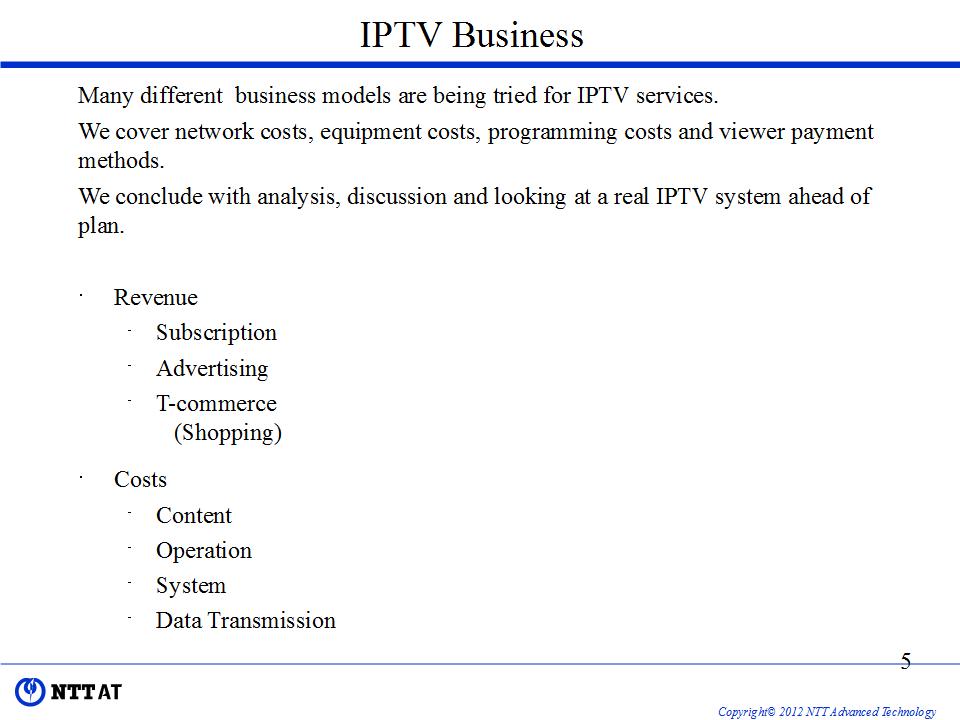 IPTV Business
Many different  business models are being tried for IPTV services.
We cover network costs, equipment costs, programming costs and viewer payment
methods.
We conclude with analysis, discussion and looking at a real IPTV system ahead of
plan.
· Revenue
- Subscription
- Advertising
- T-commerce
(Shopping)
· Costs
- Content
- Operation
- System
- Data Transmission
5
NTT AT
Copyright© 2012 NTT Advanced Technology